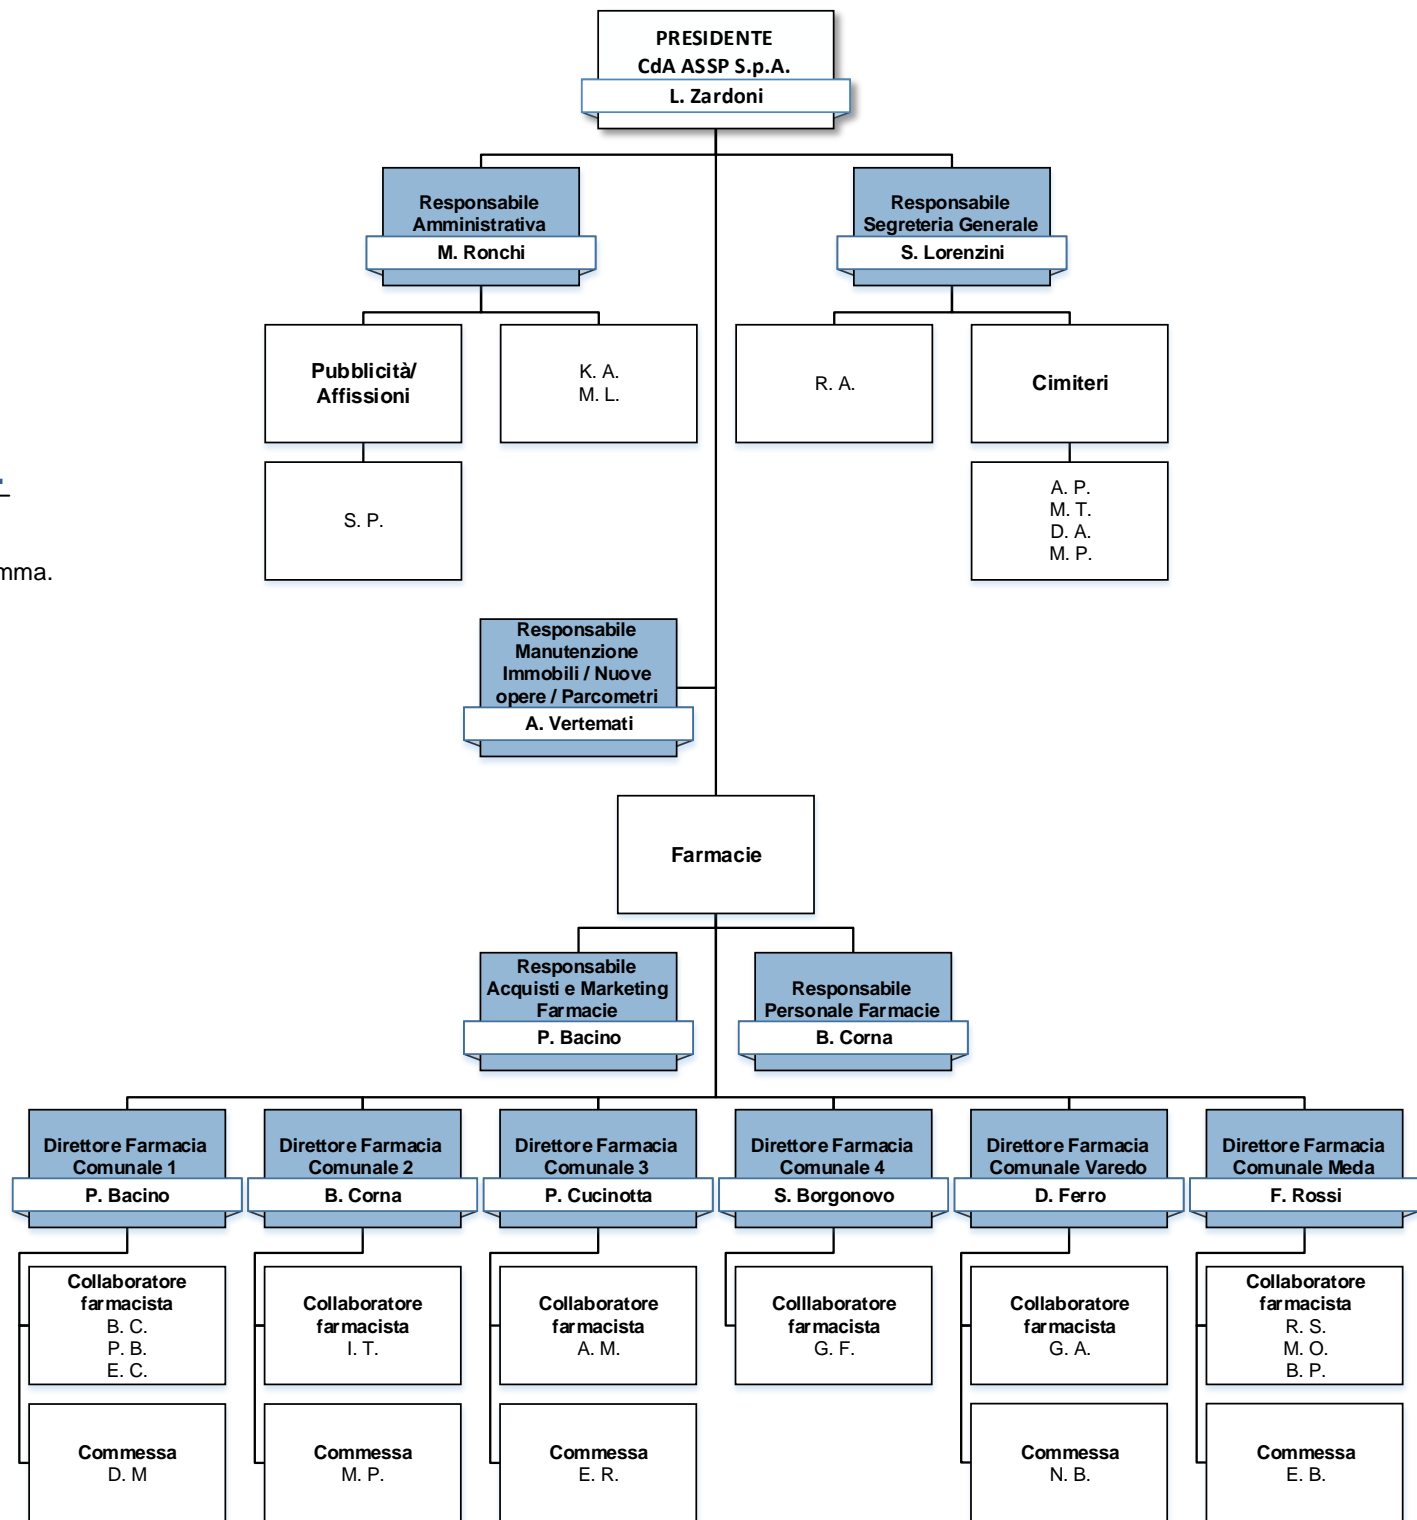 PRESIDENTE
CdA ASSP S.p.A.
L. Zardoni
Responsabile
Amministrativa
M. Ronchi
Responsabile
Segreteria Generale
S. Lorenzini
Pubblicità/
Affissioni
K. A.
M. L.
R. A.
Cimiteri
S. P.
A. P.
M. T.
D. A.
M. P.
mma.
Responsabile
Manutenzione
Immobili / Nuove
opere / Parcometri
A. Vertemati
Farmacie
Responsabile
Acquisti e Marketing
Farmacie
P. Bacino
Responsabile
Personale Farmacie
B. Corna
Direttore Farmacia
Comunale 1
P. Bacino
Direttore Farmacia
Comunale 2
B. Corna
Direttore Farmacia
Comunale 3
P. Cucinotta
Direttore Farmacia
Comunale 4
S. Borgonovo
Direttore Farmacia
Comunale Varedo
D. Ferro
Direttore Farmacia
Comunale Meda
F. Rossi
Collaboratore
farmacista
B. C.
P. B.
E. C.
Collaboratore
farmacista
I. T.
Collaboratore
farmacista
A. M.
Colllaboratore
farmacista
G. F.
Collaboratore
farmacista
G. A.
Collaboratore
farmacista
R. S.
M. O.
B. P.
Commessa
D. M
Commessa
M. P.
Commessa
E. R.
Commessa
N. B.
Commessa
E. B.